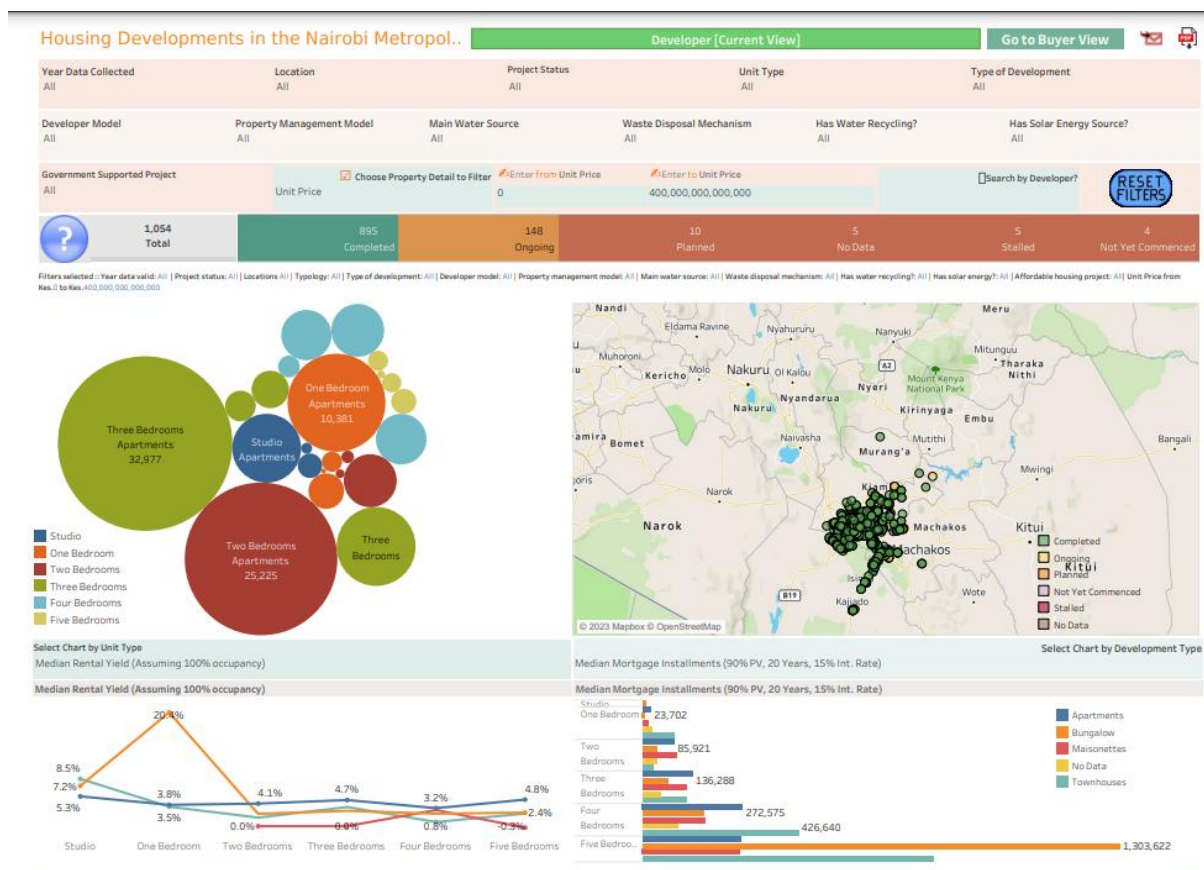 Housing Developments in the Nairobi Metropol..
Developer [Current View]
Go to Buyer View
Year Data Collected
All
Location
All
Project Status
All
Unit Type
All
Type of Development
All
Developer Model
All
Property Management Model
All
Main Water Source
All
Waste Disposal Mechanism
All
Has Water Recycling?
All
Has Solar Energy Source?
All
Government Supported Project
All
Choose Property Detail to Filter
Unit Price
Enter from Unit Price
0
Enter to Unit Price
400,000,000,000,000
Search by Developer?
RESET
FILTERS
?
1,054
Total
895
Completed
148
Ongoing
10
Planned
5
No Data
5
Stalled
4
Not Yet Commenced
Filters selected :: Year data valid: All | Project status: All | Locations All | Typology: All | Type of development: All | Developer model: All | Property management model: All | Main water source: All | Waste disposal mechanism: All | Has water recycling?: All | Has solar energy?: All | Affordable housing project: All | Unit Price from
Kes.0 to Kes.400,000,000,000,000
One Bedroom
Apartments
10,381
Three Bedrooms
Apartments
32,977
Studio
Apartments
Two Bedrooms
Apartments
25,225
Three
Bedrooms
Studio
One Bedroom
Two Bedrooms
Three Bedrooms
Four Bedrooms
Five Bedrooms
Nandi
Meru
Eldama Ravine
Nyahururu
Nanyuki
Muhoroni
Mitunguu
Kericho
Molo
Nakuru
Ol Kalou
A2
Tharaka
Nithi
Nyeri
Mount Kenya
National Park
Nyandarua
Nakuru
Kirinyaga
Embu
amira
Bomet
Naivasha
Mutithi
Bangali
Murang'a
Mwingi
Narok
Narok
Machakos
Kitui
Machakos
Kitui
B19
Wote
Kajiado
Completed
Ongoing
Planned
Not Yet Commenced
Stalled
No Data
© 2023 Mapbox © OpenStreetMap
Select Chart by Unit Type
Median Rental Yield (Assuming 100% occupancy)
Select Chart by Development Type
Median Mortgage Installments (90% PV, 20 Years, 15% Int. Rate)
Median Rental Yield (Assuming 100% occupancy)
20.4%
8.5%
7.2%
5.3%
3.8%
3.5%
4.1%
0.0%
4.7%
0.0%
3.2%
0.8%
4.8%
2.4%
-0.3%
Studio
One Bedroom
Two Bedrooms
Three Bedrooms
Four Bedrooms
Five Bedrooms
Median Mortgage Installments (90% PV, 20 Years, 15% Int. Rate)
Studio
One Bedroom
23,702
Two
Bedrooms
85,921
Three
Bedrooms
136,288
Four
Bedrooms
272,575
426,640
Five Bedroo..
1,303,622
Apartments
Bungalow
Maisonettes
No Data
Townhouses